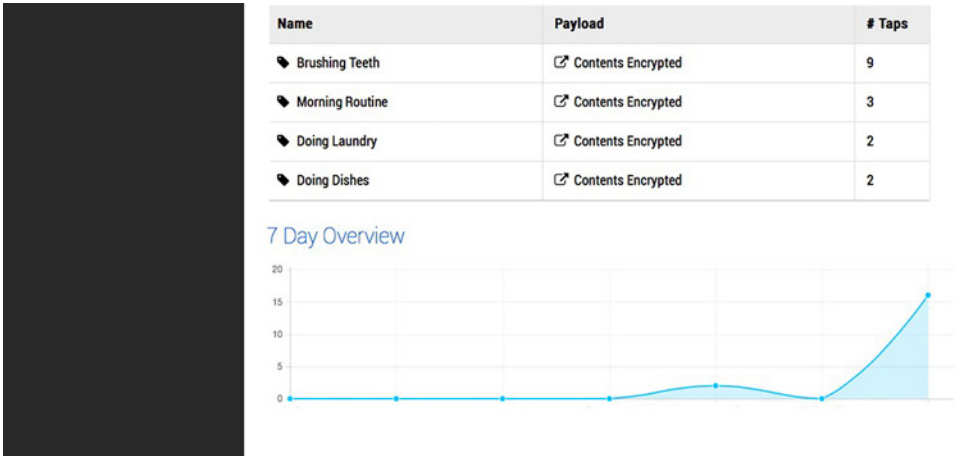 Name Payload # Taps
Brushing Teeth Contents Encrypted 9
Morning Routine Contents Encrypted 3
Doing Laundry Contents Encrypted 2
Doing Dishes Contents Encrypted 2
7 Day Overview
20
15
10
5
0